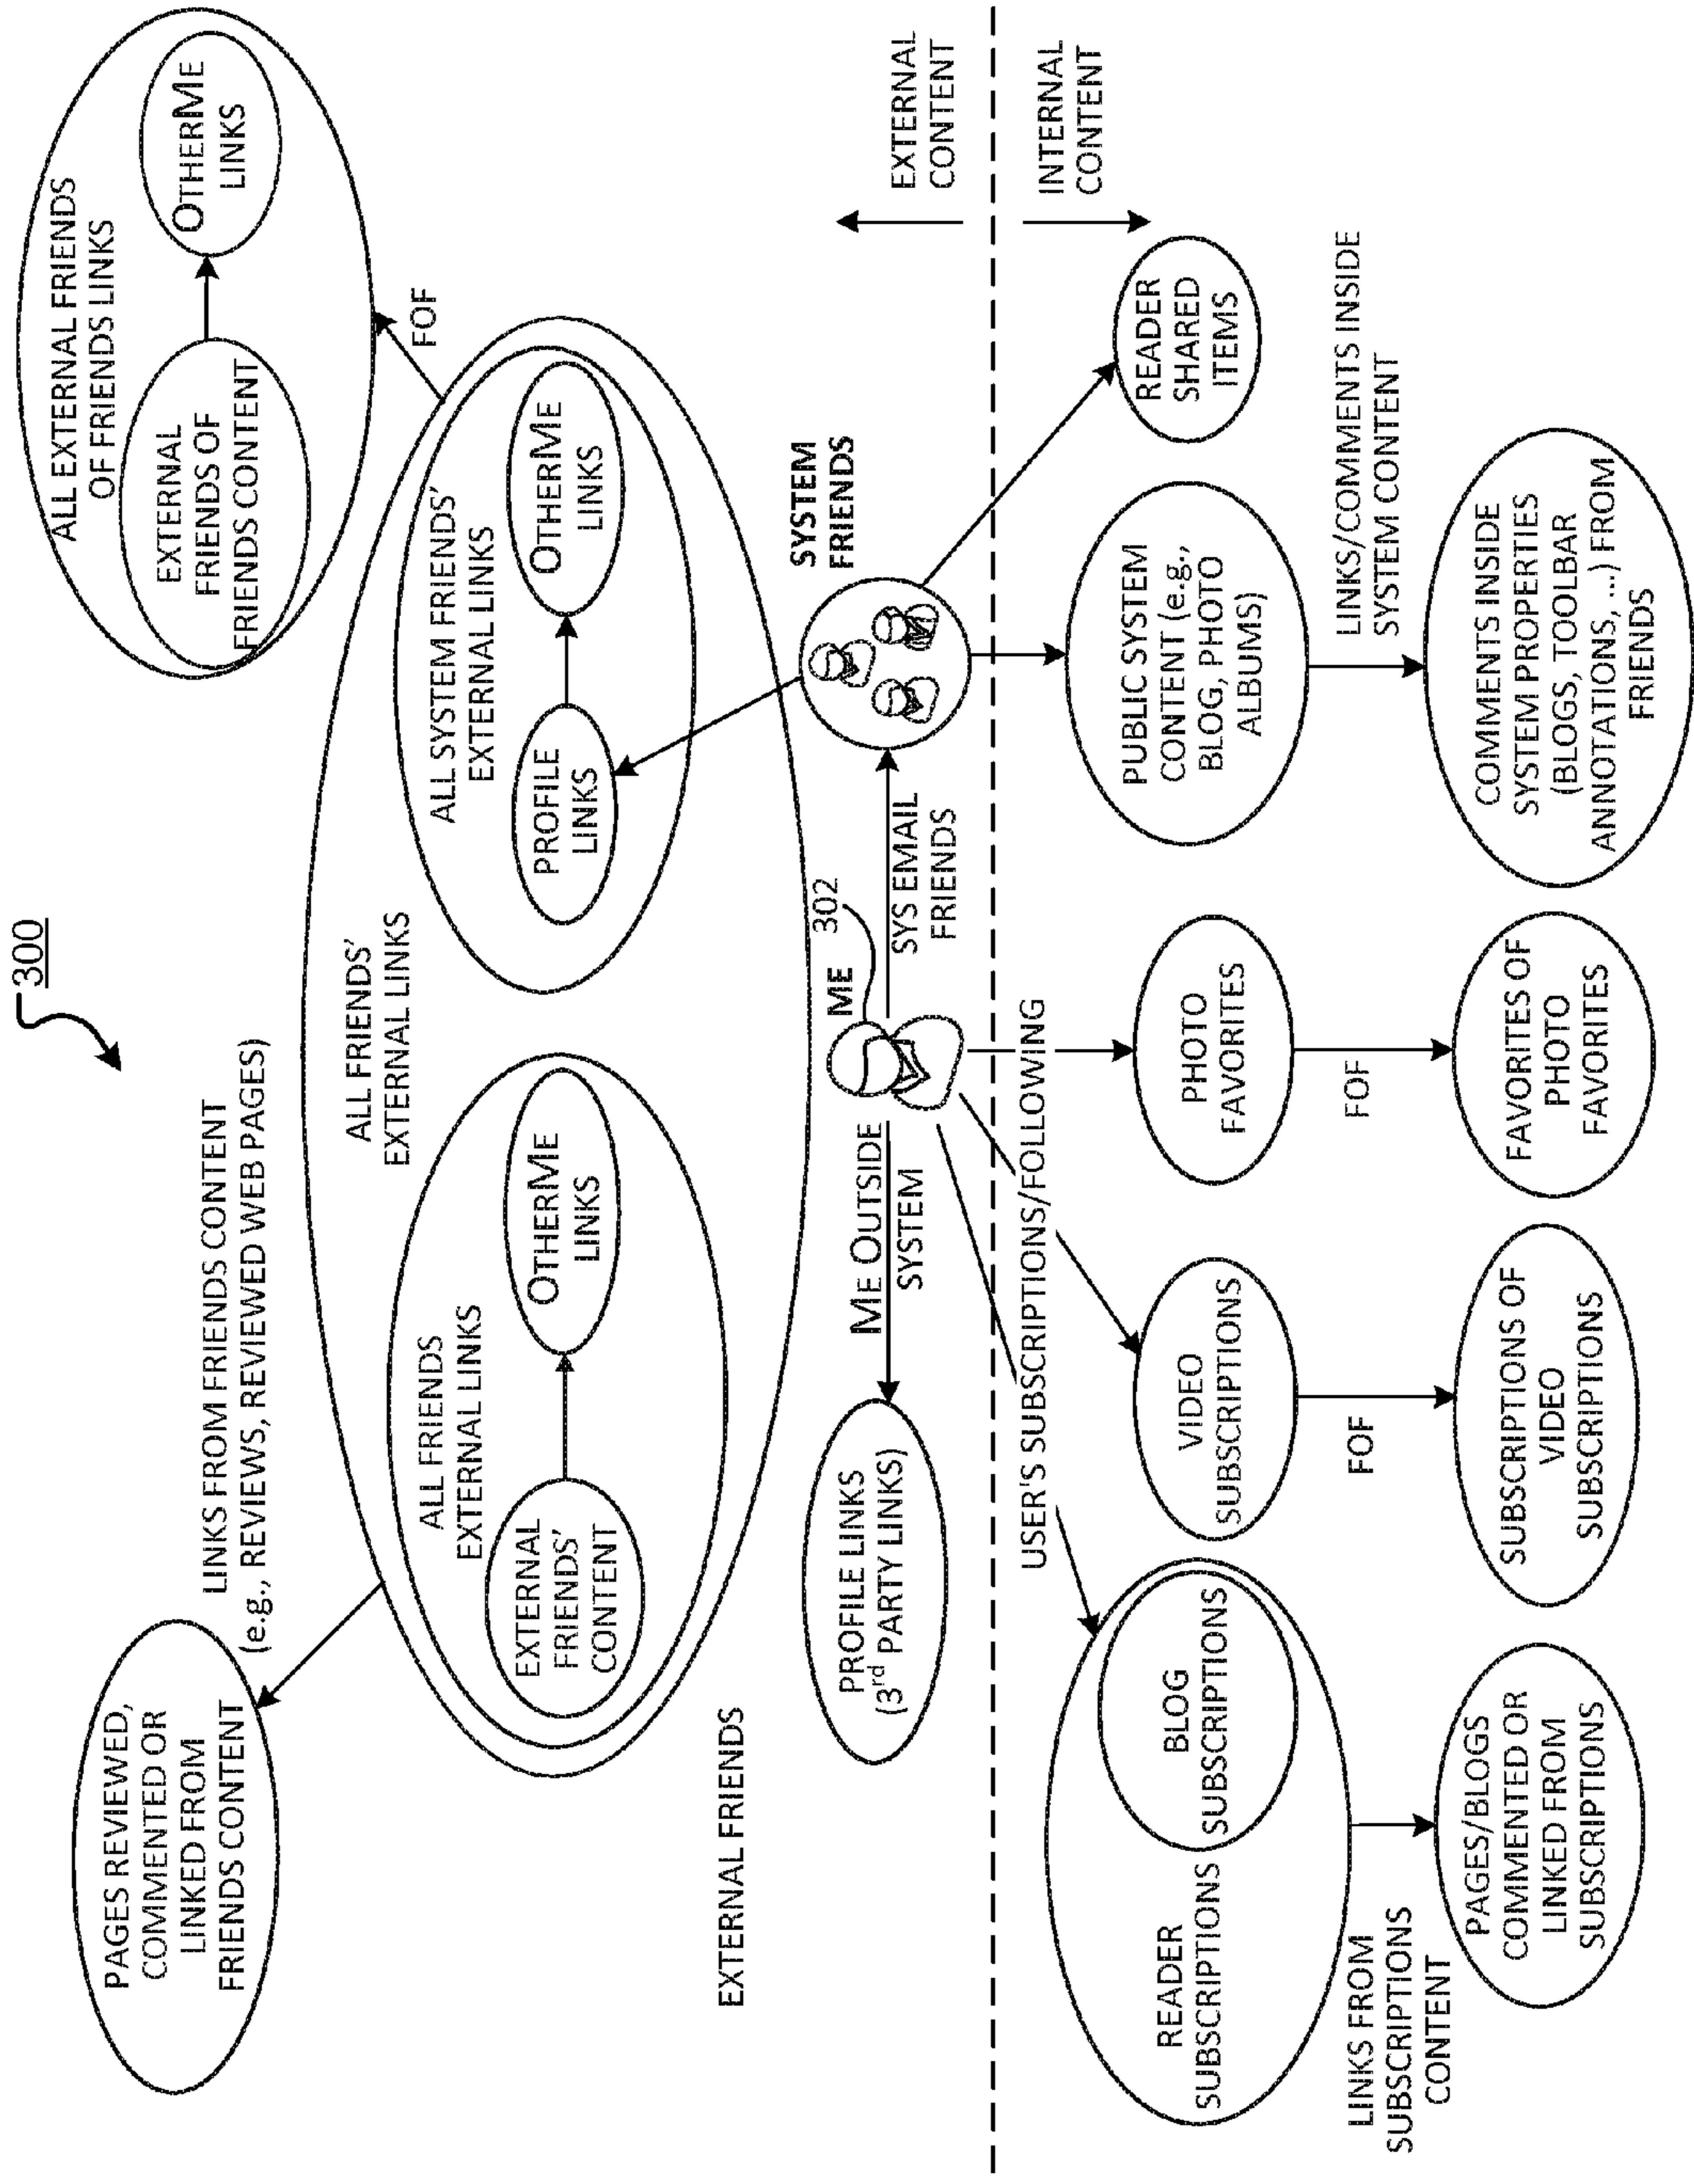 300
LINKS FROM FRIENDS CONTENT
(e.g., REVIEWS, REVIEWED WEB PAGES)
PAGES REVIEWED,
COMMENTED OR
LINKED FROM
FRIENDS CONTENT
ALL EXTERNAL FRIENDS
OF FRIENDS LINKS
EXTERNAL
FRIENDS OF
FRIENDS CONTENT
OTHERME
LINKS
FOF
ALL FRIENDS'
EXTERNAL LINKS
ALL FRIENDS
EXTERNAL LINKS
EXTERNAL
FRIENDS'
CONTENT
OTHERME
LINKS
ALL SYSTEM FRIENDS'
EXTERNAL LINKS
PROFILE
LINKS
OTHERME
LINKS
EXTERNAL FRIENDS
PROFILE LINKS
(3rd PARTY LINKS)
ME OUTSIDE
SYSTEM
ME
302
SYS EMAIL
FRIENDS
SYSTEM
FRIENDS
EXTERNAL
CONTENT
INTERNAL
CONTENT
USER'S SUBSCRIPTIONS/FOLLOWING
READER
SUBSCRIPTIONS
BLOG
SUBSCRIPTIONS
VIDEO
SUBSCRIPTIONS
PHOTO
FAVORITES
PUBLIC SYSTEM
CONTENT (e.g.,
BLOG, PHOTO
ALBUMS)
READER
SHARED
ITEMS
LINKS FROM
SUBSCRIPTIONS
CONTENT
FOF
FOF
LINKS/COMMENTS INSIDE
SYSTEM CONTENT
PAGES/BLOGS
COMMENTED OR
LINKED FROM
SUBSCRIPTIONS
SUBSCRIPTIONS OF
VIDEO
SUBSCRIPTIONS
FAVORITES OF
PHOTO
FAVORITES
COMMENTS INSIDE
SYSTEM PROPERTIES
(BLOGS, TOOLBAR
ANNOTATIONS, ...) FROM
FRIENDS